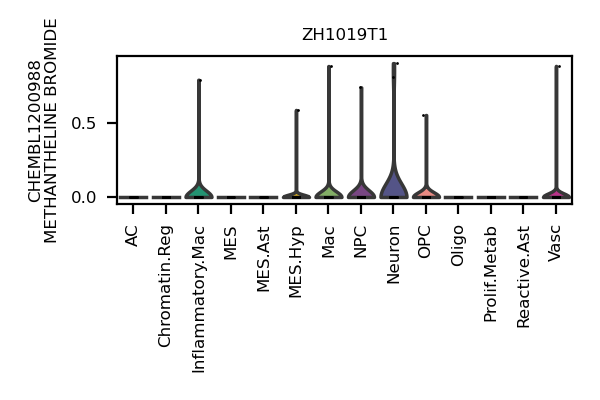 ZH1019T1
CHEMBL1200988
METHANTHELINE BROMIDE
0.5
0.0
AC
Chromatin.Reg
Inflammatory.Mac
MES
MES.Ast
MES.Hyp
Mac
NPC
Neuron
OPC
Oligo
Prolif.Metab
Reactive.Ast
Vasc